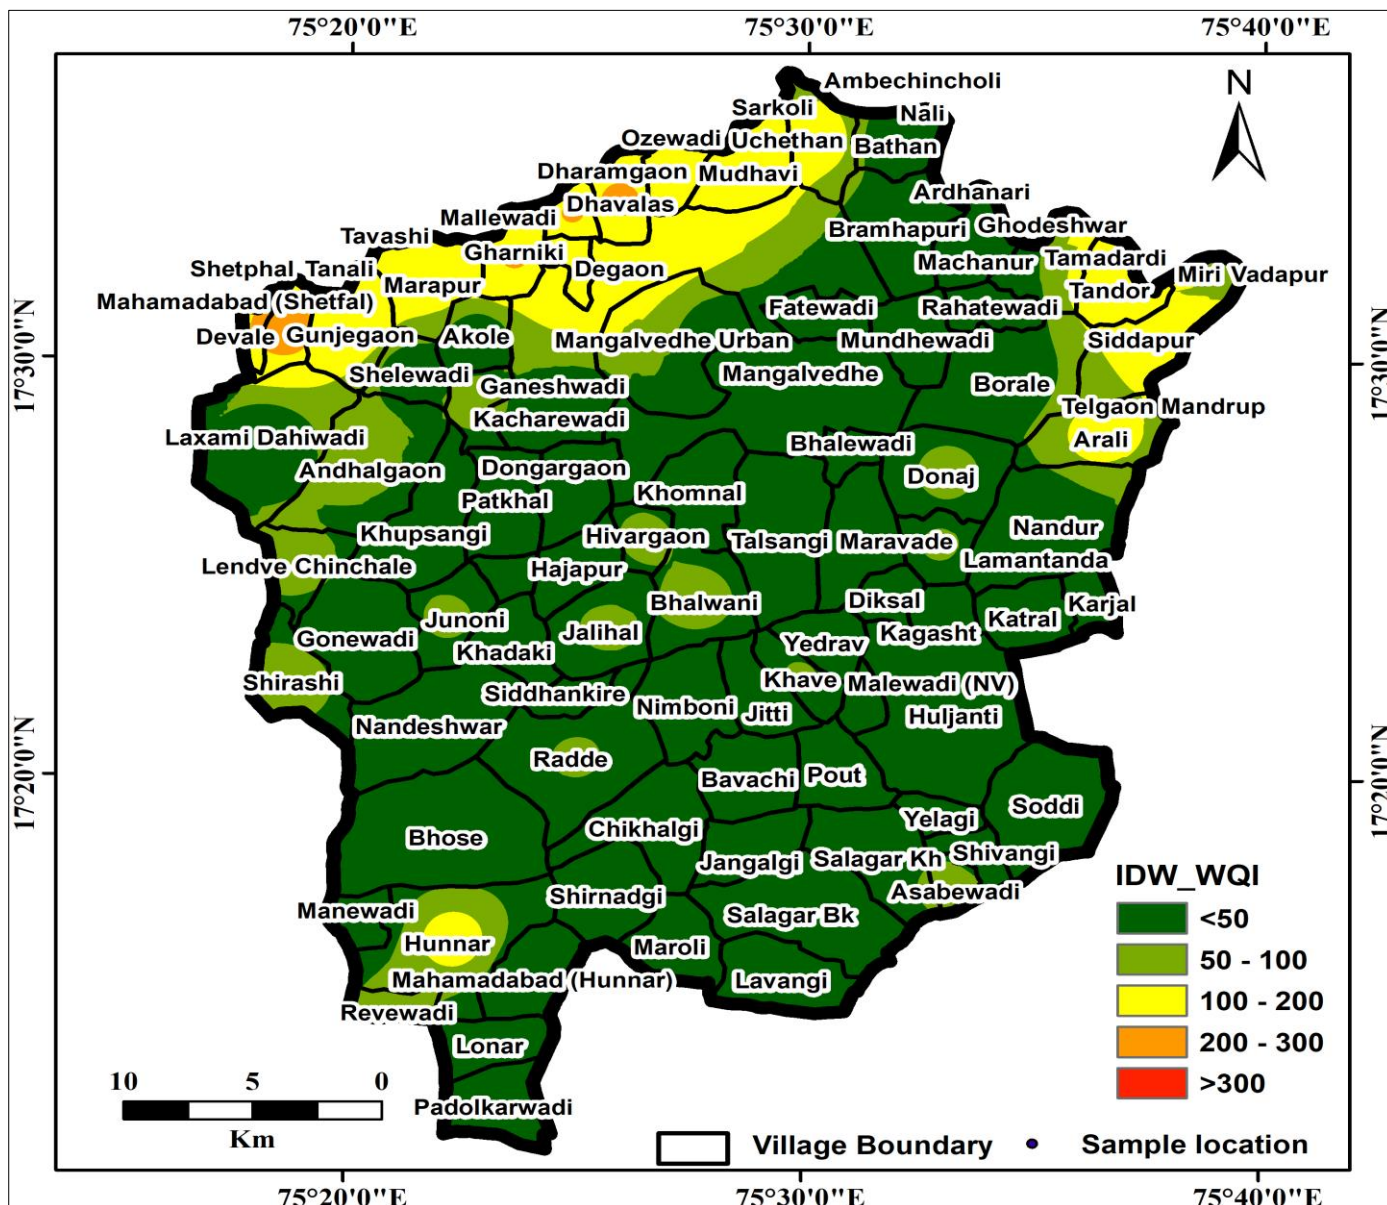 75°20'0"E 75°30'0"E 75°40'0"E
N
Ambechincholi
Sarkoli
Nali
Ozewadi
Uchethan
Bathan
Dharamgaon
Mudhavi
Dhavalas
Ardhanari
Mallewadi
Ghodeshwar
Tavashi
Bramhapuri
Gharniki
Tamadardi
Shetphal
Tanali
Degaon
Machanur
Miri Vadapur
Marapur
Tandor
Mahamadabad (Shetfal)
Fatewadi
Rahatewadi
Devale
Gunjegaon
Akole
Mangalvedhe Urban
Mundhewadi
Siddapur
17°30'0"N
17°30'0"N
Shelewadi
Ganeshwadi
Mangalvedhe
Borale
Kacharewadi
Telgaon Mandrup
Laxami Dahiwadi
Bhalewadi
Arali
Andhalgaon
Dongargaon
Donaj
Patkhal
Khomnal
Khupsangi
Hivargaon
Talsangi
Maravade
Nandur
Lendve Chinchale
Hajapur
Lamantanda
Bhalwani
Diksal
Karjal
Junoni
Jalihal
Katral
Gonewadi
Khadaki
Yedrav
Kagasht
Shirashi
Siddhankire
Khave
Malewadi (NV)
Nimboni
Jitti
Huljanti
Nandeshwar
Radde
Bavachi
Pout
17°20'0"N
17°20'0"N
Soddi
Bhose
Chikhalgi
Yelagi
Jangalgi
Salagar Kh
Shivangi
Shirnadgi
Asabewadi
Manewadi
Salagar Bk
Hunnar
Maroli
Mahamadabad (Hunnar)
Lavangi
Revewadi
Lonar
Padolkarwadi
IDW_WQI
<50
50 - 100
100 - 200
200 - 300
>300
10 5 0
Km
Village Boundary
Sample location
75°20'0"E 75°30'0"E 75°40'0"E